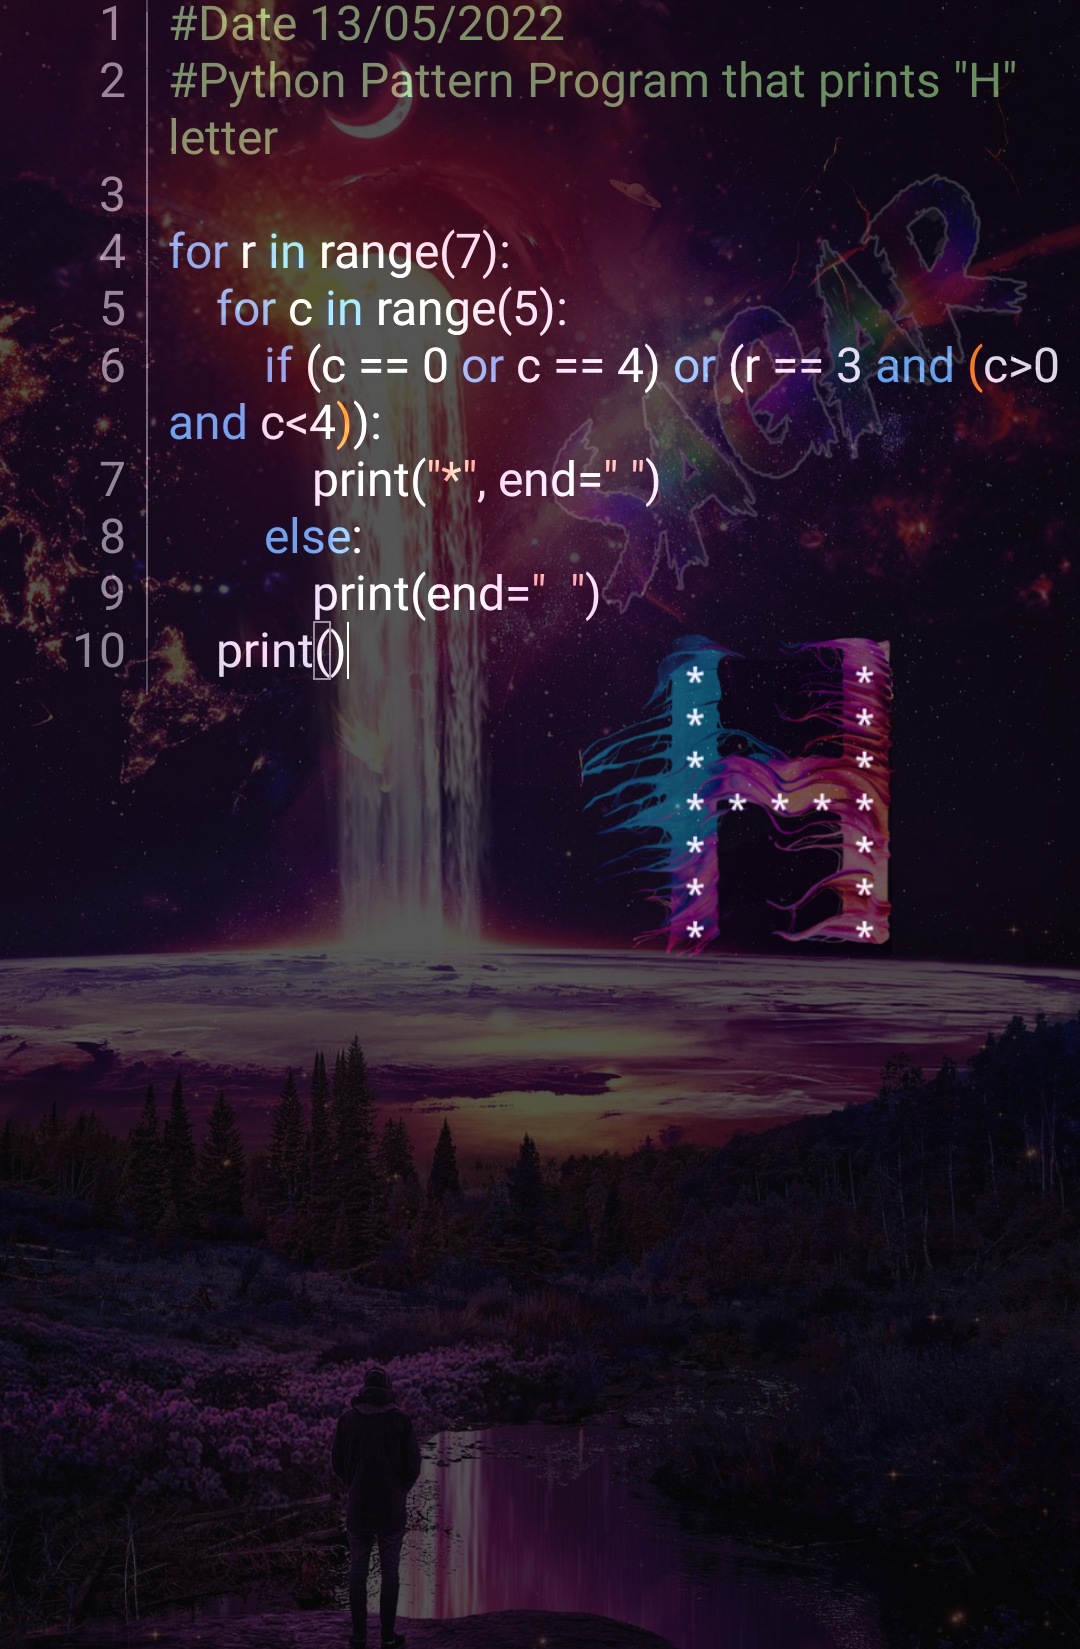 1 #Date 13/05/2022
2 #Python Pattern Program that prints "H"
letter
3
4 for r in range(7):
5     for c in range(5):
6         if (c == 0 or c == 4) or (r == 3 and (c>0
and c<4)):
7             print("*", end=" ")
8         else:
9             print(end="  ")
10     print()
SAGAR
*       *
*       *
*       *
* * * * *
*       *
*       *
*       *